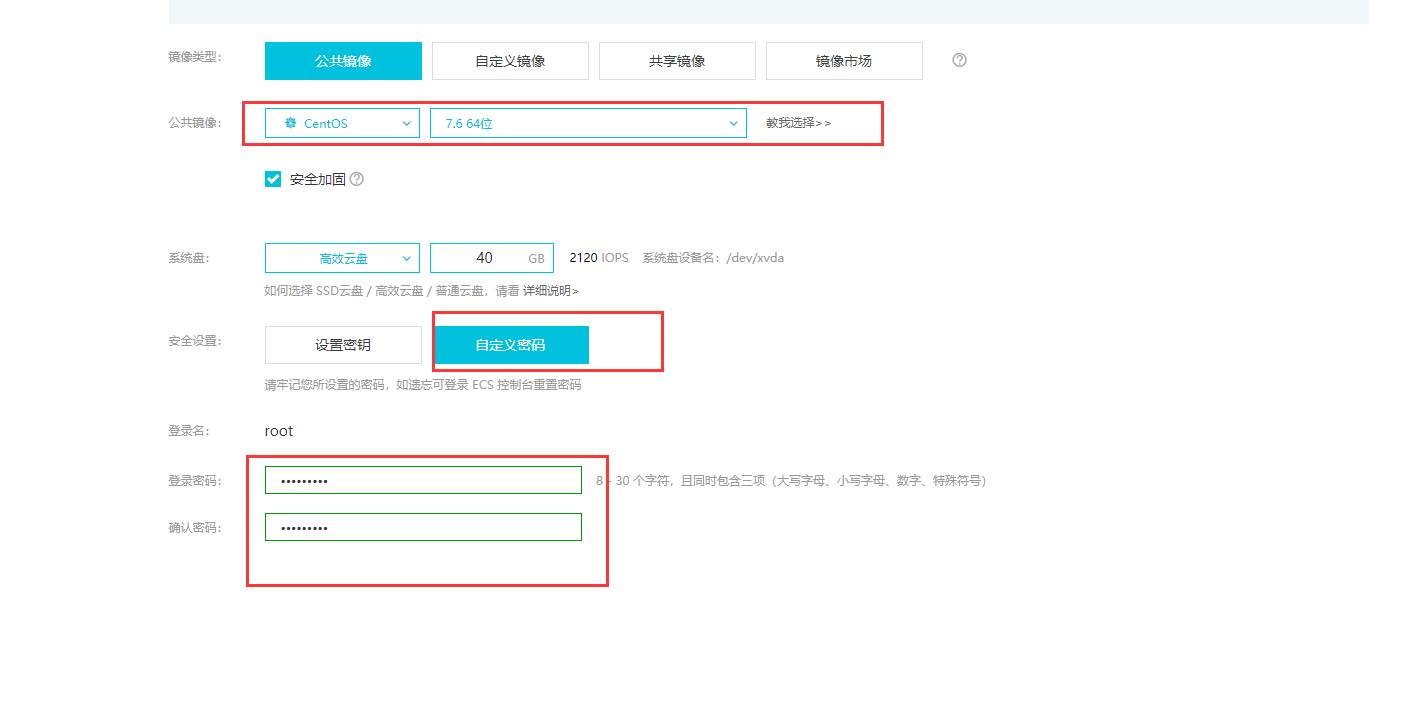 镜像类型: 公共镜像 自定义镜像 共享镜像 镜像市场 ?
公共镜像: CentOS 7.6 64位 教我选择>>
安全加固 ?
系统盘: 高效云盘 40 GB 2120 IOPS 系统盘设备名: /dev/xvda
如何选择 SSD云盘 / 高效云盘 / 普通云盘，请看 详细说明>
安全设置: 设置密钥 自定义密码
请牢记您所设置的密码，如遗忘可登录 ECS 控制台重置密码
登录名: root
登录密码: ••••••••• 8 - 30 个字符，且同时包含三项（大写字母、小写字母、数字、特殊符号）
确认密码: •••••••••